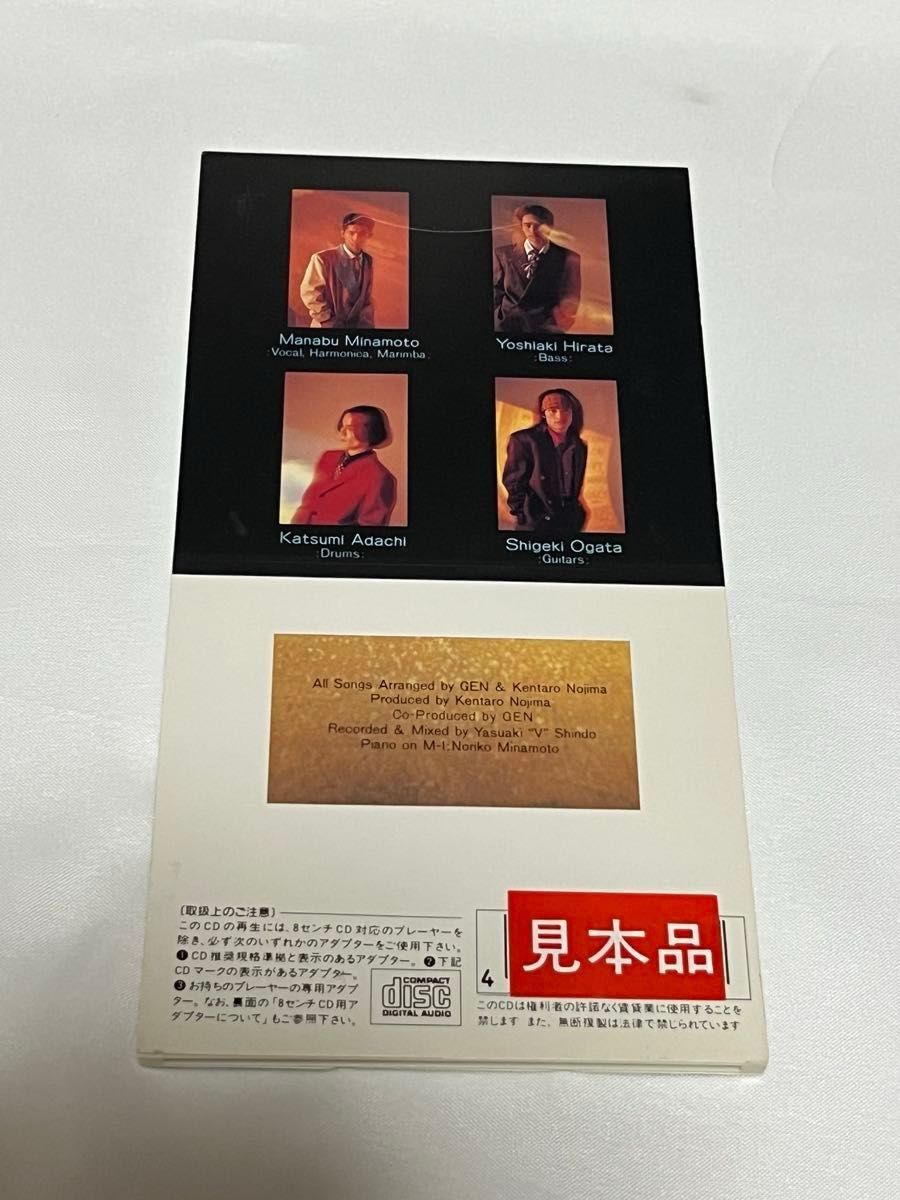 Manabu Minamoto
:Vocal, Harmonica, Marimba:
Yoshiaki Hirata
:Bass:
Katsumi Adachi
:Drums:
Shigeki Ogata
:Guitars:
All Songs Arranged by GEN & Kentaro Nojima
Produced by Kentaro Nojima
Co-Produced by GEN
Recorded & Mixed by Yasuaki "V" Shindo
Piano on M-1:Noriko Minamoto
〔取扱上のご注意〕
このCDの再生には、8センチCD対応のプレーヤーを
除き、必ず次のいずれかのアダプターをご使用下さい。
❶CD推奨規格準拠と表示のあるアダプター。❷下記
CDマークの表示があるアダプター。
❸お持ちのプレーヤーの専用アダプ
ター。なお、裏面の「8センチCD用ア
ダプターについて」もご参照下さい。
COMPACT
disc
DIGITAL AUDIO
見本品
4
このCDは権利者の許諾なく賃貸業に使用することを
禁じます また、無断複製は法律で禁じられています